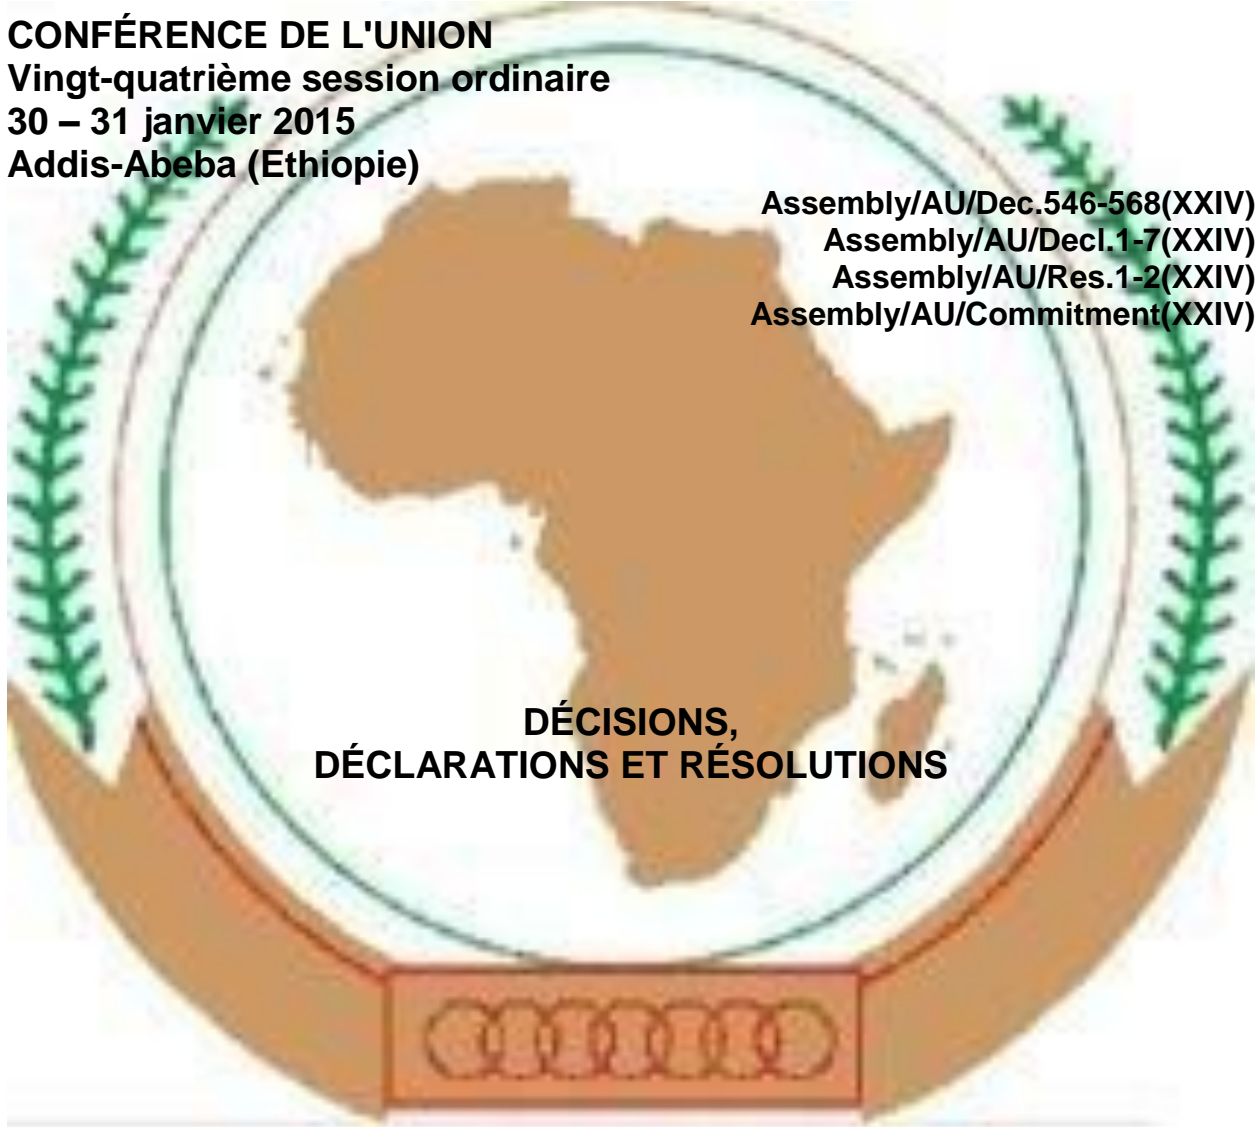 CONFÉRENCE DE L'UNION
Vingt-quatrième session ordinaire
30 – 31 janvier 2015
Addis-Abeba (Ethiopie)
Assembly/AU/Dec.546-568(XXIV)
Assembly/AU/Decl.1-7(XXIV)
Assembly/AU/Res.1-2(XXIV)
Assembly/AU/Commitment(XXIV)
DÉCISIONS,
DÉCLARATIONS ET RÉSOLUTIONS